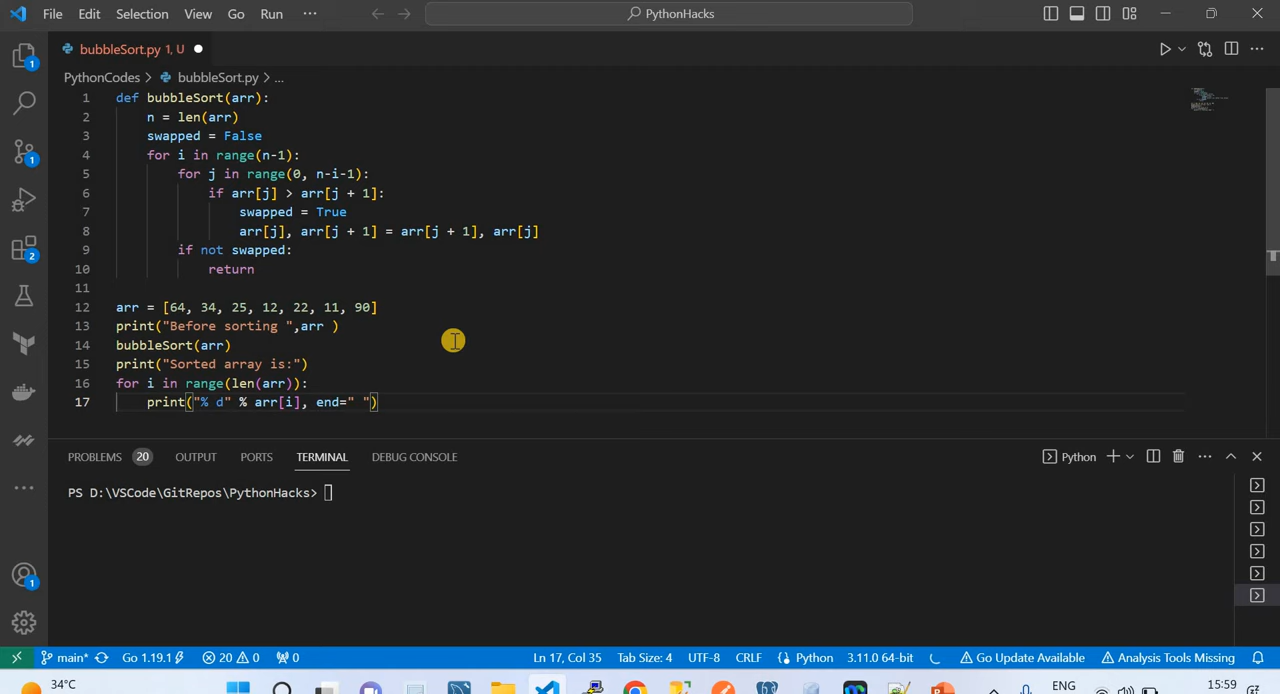 File Edit Selection View Go Run ··· PythonHacks
bubbleSort.py 1, U
PythonCodes > bubbleSort.py > ...
1 def bubbleSort(arr):
2 n = len(arr)
3 swapped = False
4 for i in range(n-1):
5 for j in range(0, n-i-1):
6 if arr[j] > arr[j + 1]:
7 swapped = True
8 arr[j], arr[j + 1] = arr[j + 1], arr[j]
9 if not swapped:
10 return
11
12 arr = [64, 34, 25, 12, 22, 11, 90]
13 print("Before sorting ",arr )
14 bubbleSort(arr)
15 print("Sorted array is:")
16 for i in range(len(arr)):
17 print("% d" % arr[i], end=" ")
1
1
2
1
PROBLEMS 20 OUTPUT PORTS TERMINAL DEBUG CONSOLE Python
PS D:\VSCode\GitRepos\PythonHacks>
main* Go 1.19.1 20 0 0 Ln 17, Col 35 Tab Size: 4 UTF-8 CRLF Python 3.11.0 64-bit Go Update Available Analysis Tools Missing
34°C ENG 15:59